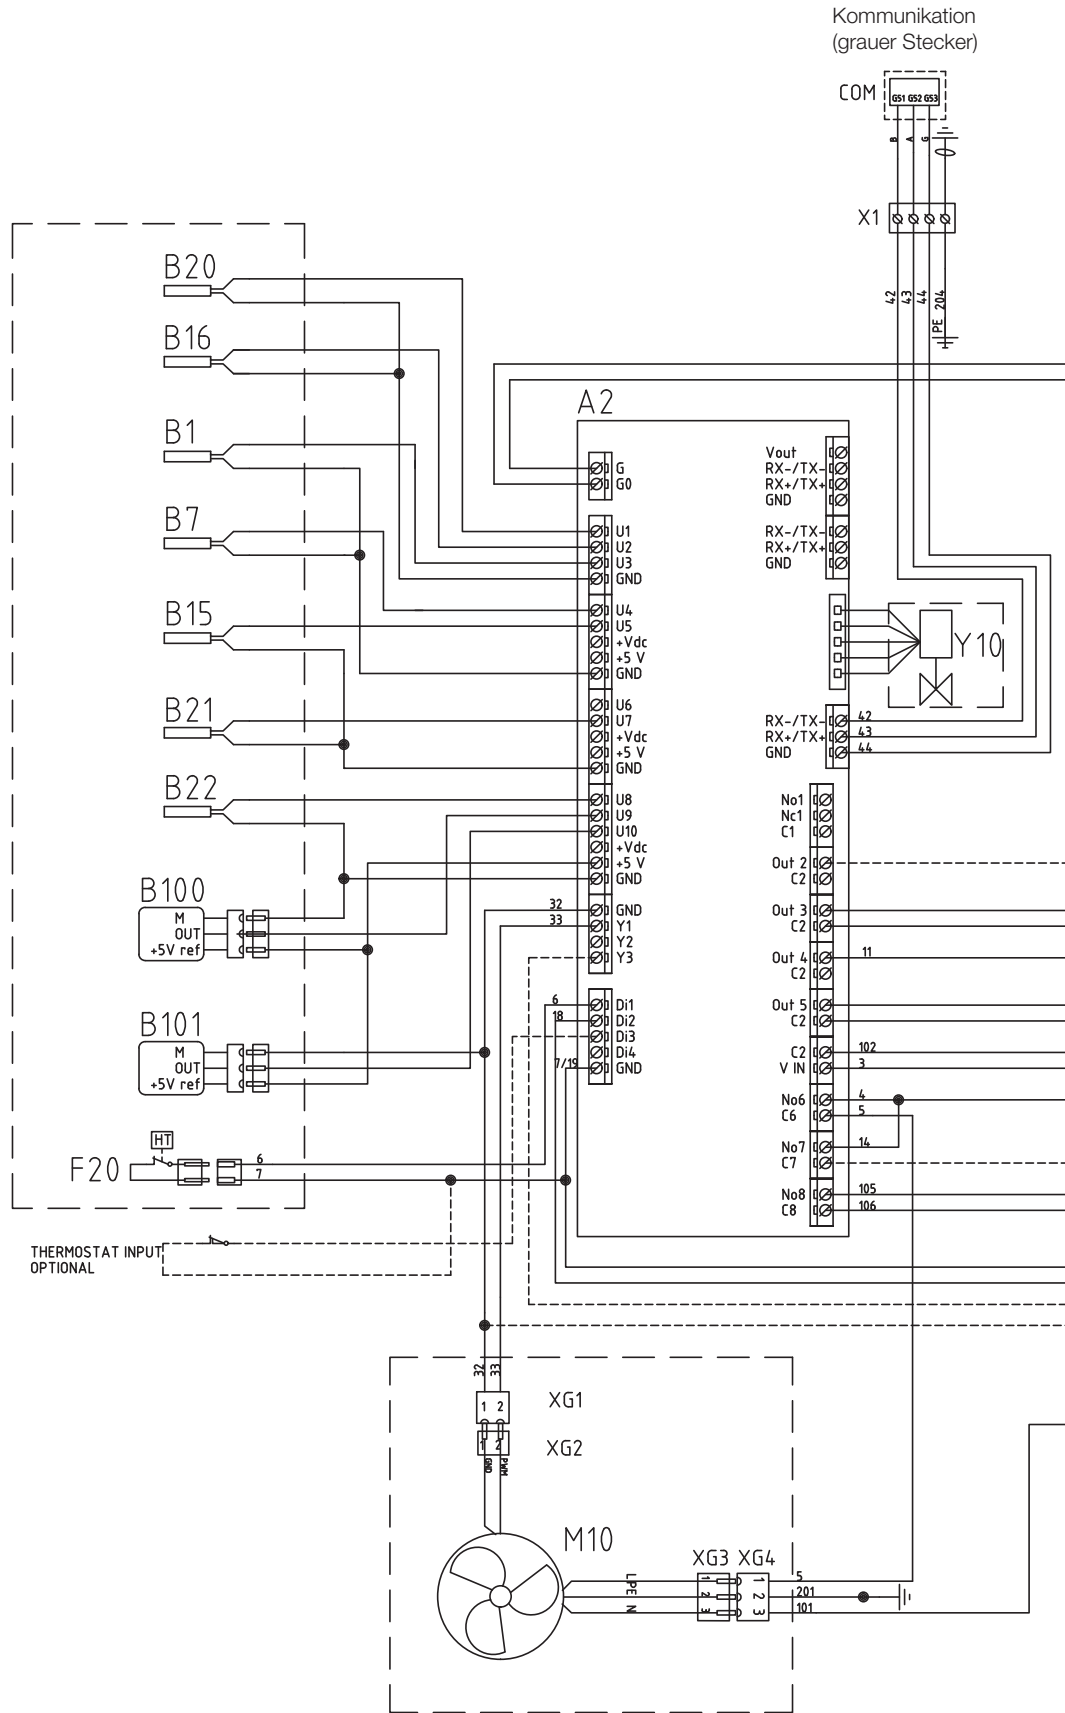 Kommunikation
(grauer Stecker)
COM
GS1 GS2 GS3
B A G
X1
42 43 44 PE 204
B20
B16
B1
B7
B15
B21
B22
B100
M
OUT
+5V ref
B101
M
OUT
+5V ref
HT
F20
6
7
THERMOSTAT INPUT
OPTIONAL
A2
G
G0
U1
U2
U3
GND
U4
U5
+Vdc
+5 V
GND
U6
U7
+Vdc
+5 V
GND
U8
U9
U10
+Vdc
+5 V
GND
32 GND
33 Y1
Y2
Y3
6 Di1
18 Di2
Di3
Di4
7/19 GND
Vout
RX-/TX-
RX+/TX+
GND
RX-/TX-
RX+/TX+
GND
Y10
RX-/TX- 42
RX+/TX+ 43
GND 44
No1
Nc1
C1
Out 2
C2
Out 3
C2
Out 4 11
C2
Out 5
C2
C2 102
V IN 3
No6 4
C6 5
No7 14
C7
No8 105
C8 106
32 33
1 2 XG1
1 2 XG2
GND PWM
M10
XG3 XG4
L 1 1 5
PE 2 2 201
N 3 3 101